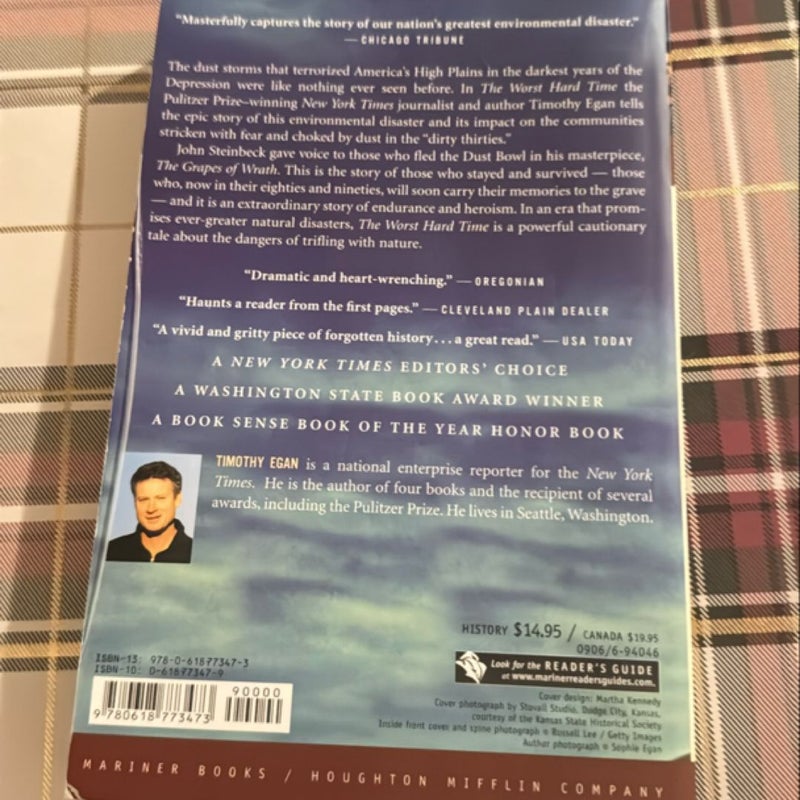 "Masterfully captures the story of our nation's greatest environmental disaster."
— CHICAGO TRIBUNE
The dust storms that terrorized America's High Plains in the darkest years of the
Depression were like nothing ever seen before. In The Worst Hard Time the
Pulitzer Prize–winning New York Times journalist and author Timothy Egan tells
the epic story of this environmental disaster and its impact on the communities
stricken with fear and choked by dust in the "dirty thirties."
John Steinbeck gave voice to those who fled the Dust Bowl in his masterpiece,
The Grapes of Wrath. This is the story of those who stayed and survived — those
who, now in their eighties and nineties, will soon carry their memories to the grave
— and it is an extraordinary story of endurance and heroism. In an era that prom-
ises ever-greater natural disasters, The Worst Hard Time is a powerful cautionary
tale about the dangers of trifling with nature.
"Dramatic and heart-wrenching." — OREGONIAN
"Haunts a reader from the first pages." — CLEVELAND PLAIN DEALER
"A vivid and gritty piece of forgotten history...a great read." — USA TODAY
A NEW YORK TIMES EDITORS' CHOICE
A WASHINGTON STATE BOOK AWARD WINNER
A BOOK SENSE BOOK OF THE YEAR HONOR BOOK
TIMOTHY EGAN is a national enterprise reporter for the New York
Times. He is the author of four books and the recipient of several
awards, including the Pulitzer Prize. He lives in Seattle, Washington.
HISTORY $14.95 / CANADA $19.95
0906/6-94046
Look for the READER'S GUIDE
at www.marinerreadersguides.com.
ISBN-13: 978-0-618-77347-3
ISBN-10: 0-618-77347-9
90000
9 780618 773473
Cover design: Martha Kennedy
Cover photograph by Stovall Studio, Dodge City, Kansas,
courtesy of the Kansas State Historical Society
Inside front cover and spine photograph © Russell Lee / Getty Images
Author photograph © Sophie Egan
MARINER BOOKS / HOUGHTON MIFFLIN COMPANY